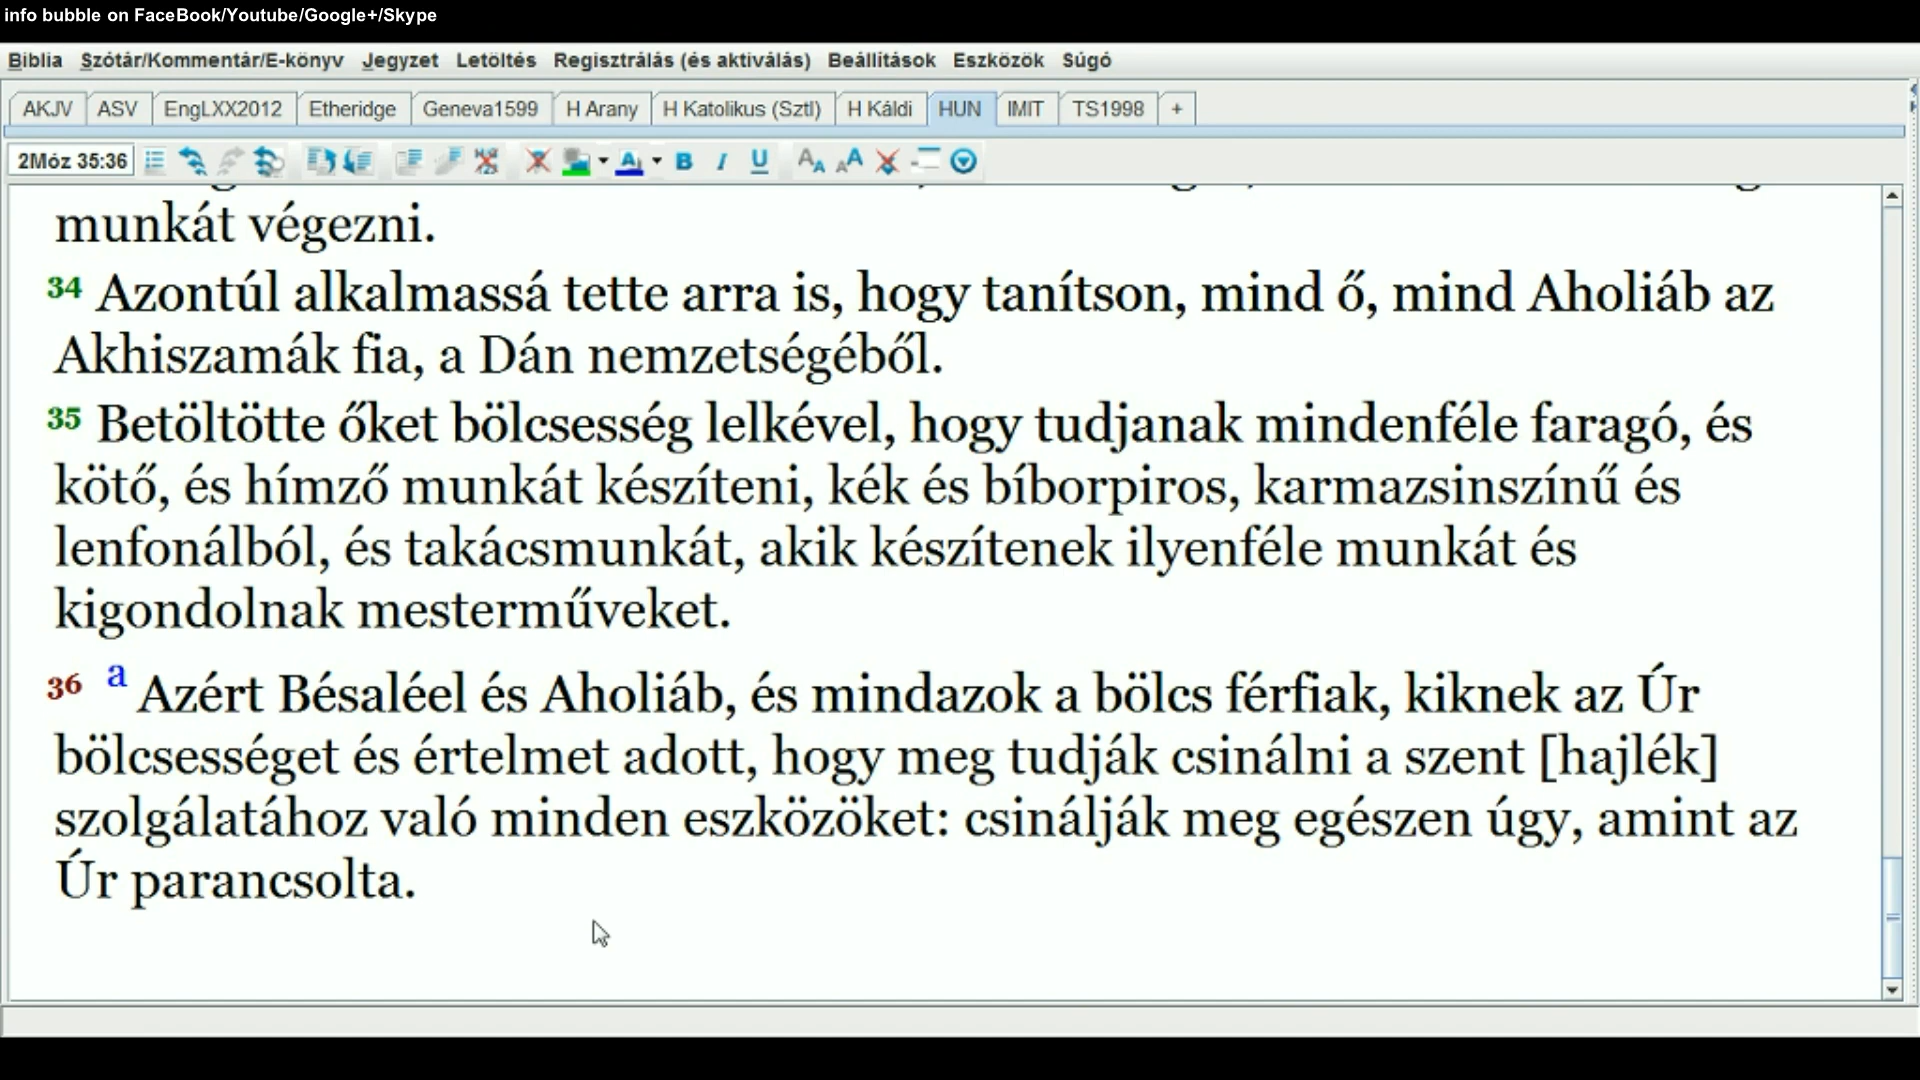 info bubble on FaceBook/Youtube/Google+/Skype
Biblia Szótár/Kommentár/E-könyv Jegyzet Letöltés Regisztrálás (és aktiválás) Beállítások Eszközök Súgó
AKJV ASV EngLXX2012 Etheridge Geneva1599 H Arany H Katolikus (Sztl) H Káldi HUN IMIT TS1998 +
2Móz 35:36 A B I U AA AA
munkát végezni.
34 Azontúl alkalmassá tette arra is, hogy tanítson, mind ő, mind Aholiáb az
Akhiszamák fia, a Dán nemzetségéből.
35 Betöltötte őket bölcsesség lelkével, hogy tudjanak mindenféle faragó, és
kötő, és hímző munkát készíteni, kék és bíborpiros, karmazsinszínű és
lenfonálból, és takácsmunkát, akik készítenek ilyenféle munkát és
kigondolnak mesterműveket.
36 a Azért Bésaléel és Aholiáb, és mindazok a bölcs férfiak, kiknek az Úr
bölcsességet és értelmet adott, hogy meg tudják csinálni a szent [hajlék]
szolgálatához való minden eszközöket: csinálják meg egészen úgy, amint az
Úr parancsolta.